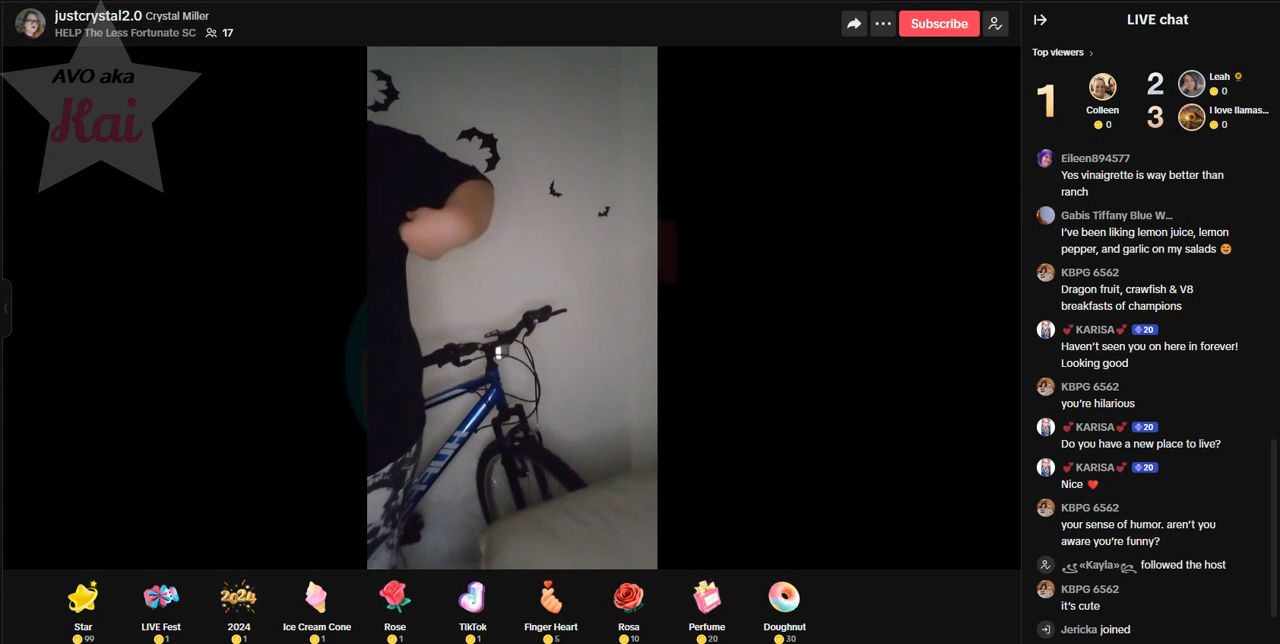 justcrystal2.0 Crystal Miller
HELP The Less Fortunate SC 17
Subscribe
AVO aka
Kai
HUFFY
Star
99
LIVE Fest
1
2024
2024
1
Ice Cream Cone
1
Rose
1
TikTok
1
Finger Heart
5
Rosa
10
Perfume
20
Doughnut
30
LIVE chat
Top viewers
1
Colleen
0
2
Leah
0
3
I love llamas...
0
Eileen894577
Yes vinaigrette is way better than
ranch
Gabis Tiffany Blue W...
I've been liking lemon juice, lemon
pepper, and garlic on my salads
KBPG 6562
Dragon fruit, crawfish & V8
breakfasts of champions
KARISA 20
Haven't seen you on here in forever!
Looking good
KBPG 6562
you're hilarious
KARISA 20
Do you have a new place to live?
KARISA 20
Nice
KBPG 6562
your sense of humor. aren't you
aware you're funny?
«Kayla» followed the host
KBPG 6562
it's cute
Jericka joined